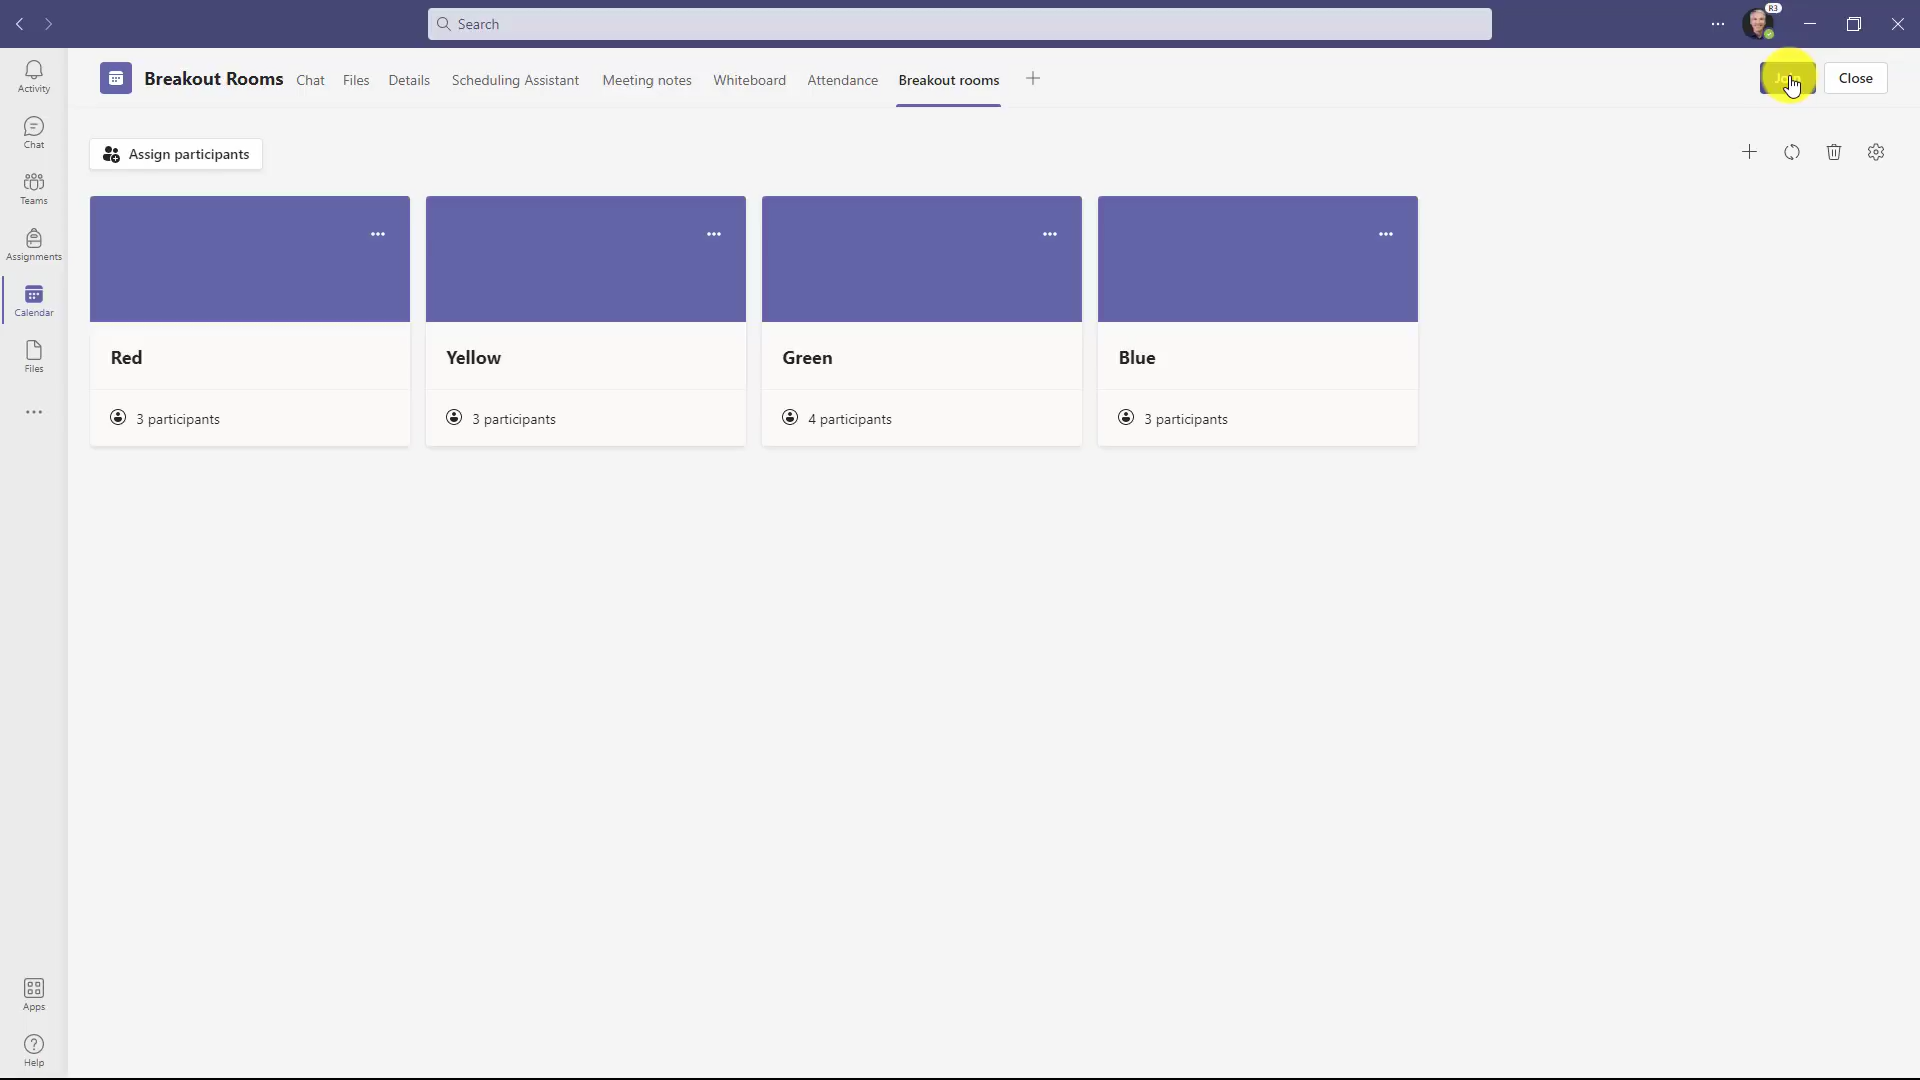 Search
R3
Activity
Chat
Teams
Assignments
Calendar
Files
Apps
Help
Breakout Rooms Chat Files Details Scheduling Assistant Meeting notes Whiteboard Attendance Breakout rooms
Close
Assign participants
Red Yellow Green Blue
3 participants 3 participants 4 participants 3 participants